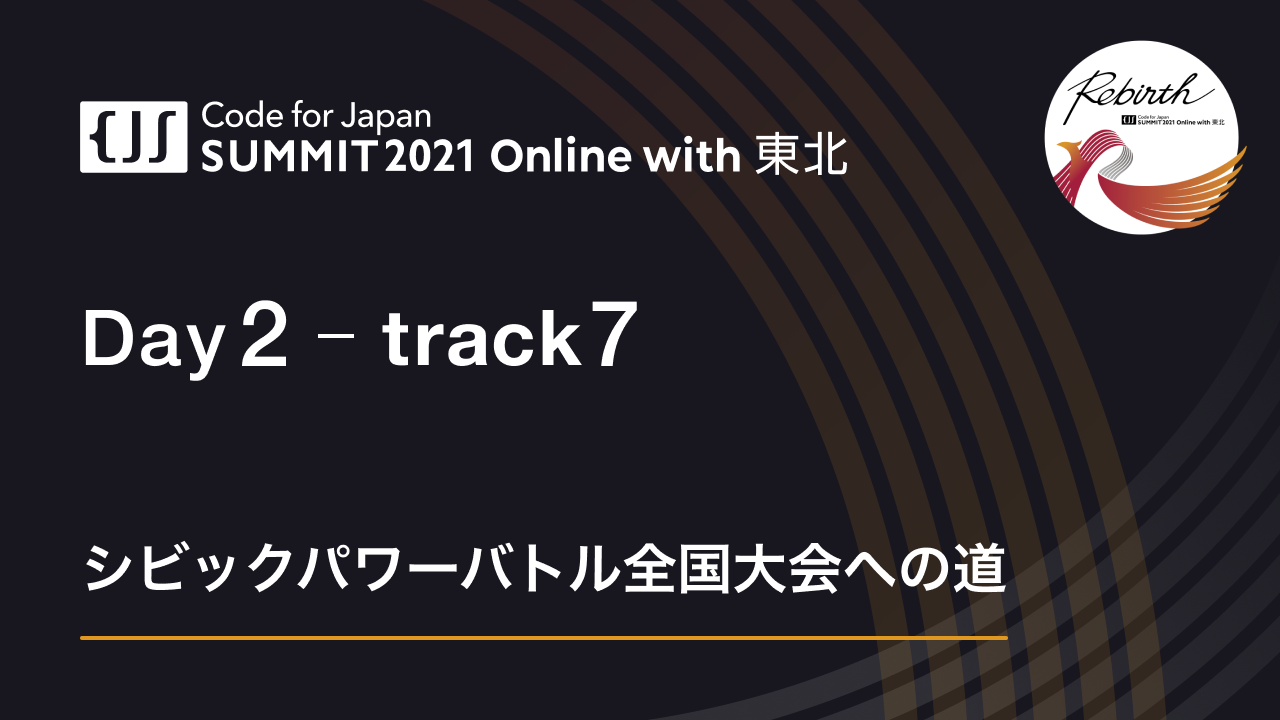 Code for Japan
SUMMIT 2021 Online with 東北
Rebirth
Code for Japan
SUMMIT2021 Online with 東北
Day 2 – track 7
シビックパワーバトル全国大会への道